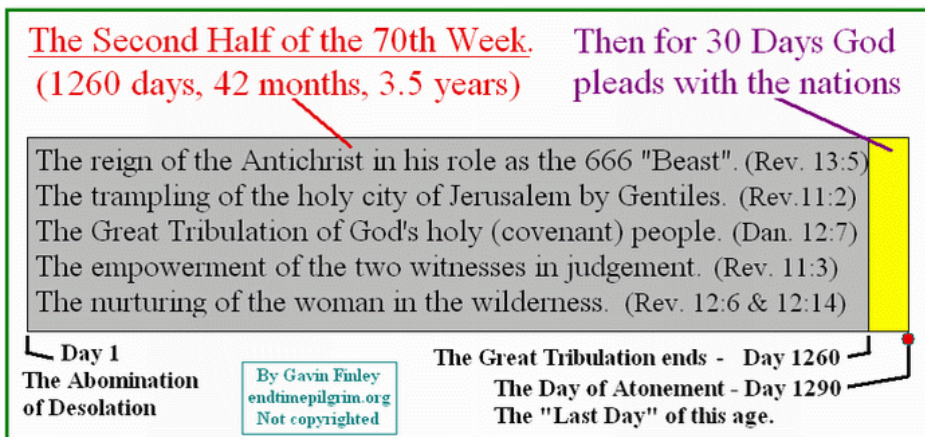 The Second Half of the 70th Week.
(1260 days, 42 months, 3.5 years)
Then for 30 Days God
pleads with the nations
The reign of the Antichrist in his role as the 666 "Beast". (Rev. 13:5)
The trampling of the holy city of Jerusalem by Gentiles. (Rev.11:2)
The Great Tribulation of God's holy (covenant) people. (Dan. 12:7)
The empowerment of the two witnesses in judgement. (Rev. 11:3)
The nurturing of the woman in the wilderness. (Rev. 12:6 & 12:14)
Day 1
The Abomination
of Desolation
By Gavin Finley
endtimepilgrim.org
Not copyrighted
The Great Tribulation ends - Day 1260
The Day of Atonement - Day 1290
The "Last Day" of this age.